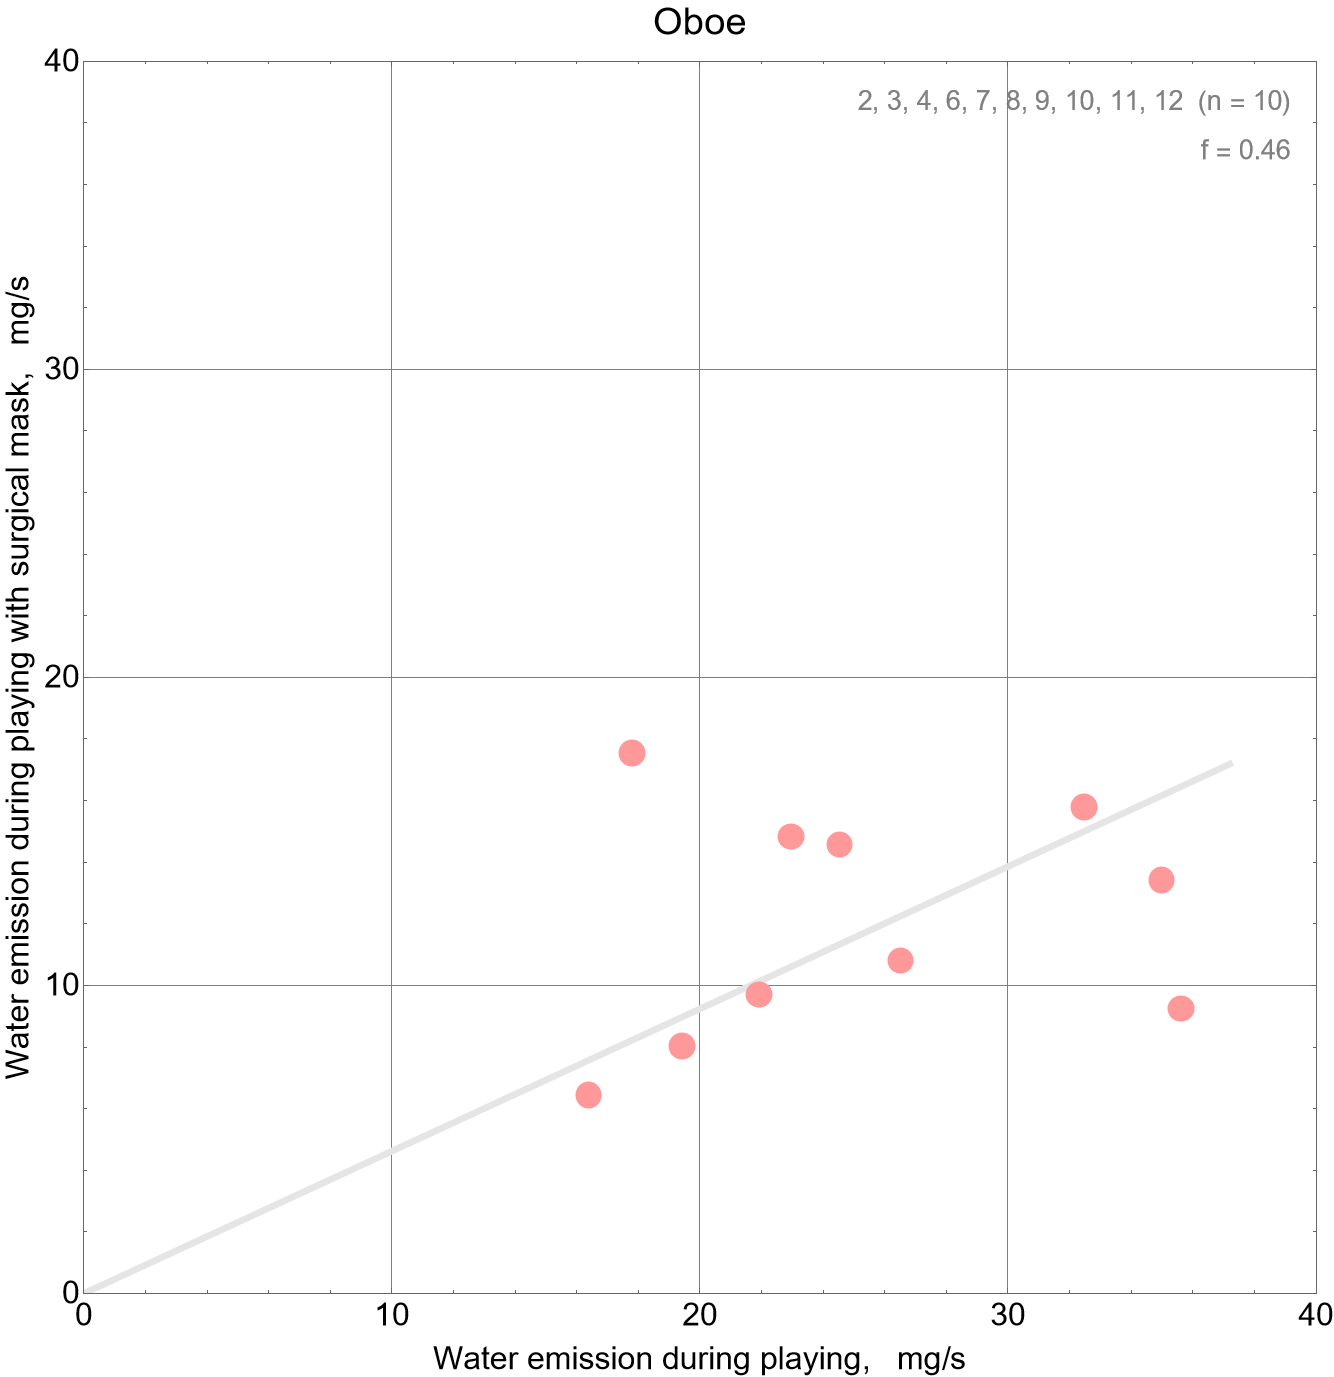 Oboe
2, 3, 4, 6, 7, 8, 9, 10, 11, 12 (n = 10)
f = 0.46
Water emission during playing with surgical mask, mg/s
40
30
20
10
0
0 10 20 30 40
Water emission during playing, mg/s